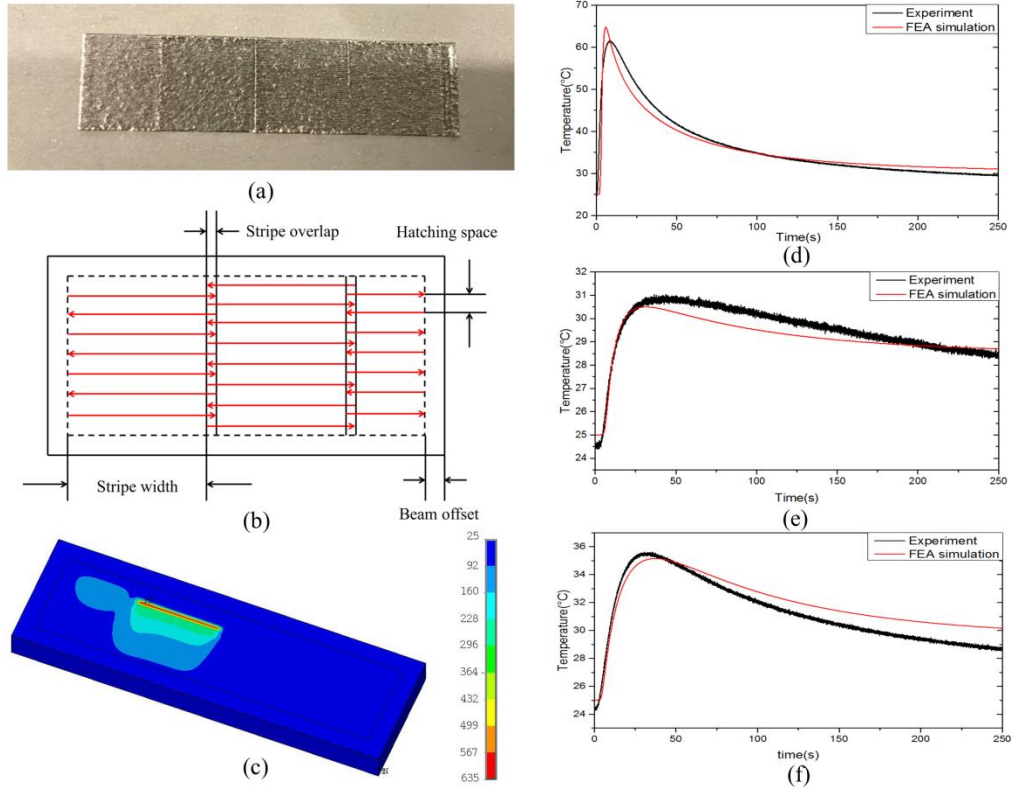 (a)
Stripe overlap
Hatching space
Stripe width
Beam offset
(b)
25
92
160
228
296
364
432
499
567
635
(c)
Experiment
FEA simulation
70
60
50
40
30
20
Temperature(°C)
0 50 100 150 200 250
Time(s)
(d)
Experiment
FEA simulation
32
31
30
29
28
27
26
25
24
Temperature(°C)
0 50 100 150 200 250
Time(s)
(e)
Experiment
FEA simulation
36
34
32
30
28
26
24
Temperature(°C)
0 50 100 150 200 250
time(s)
(f)